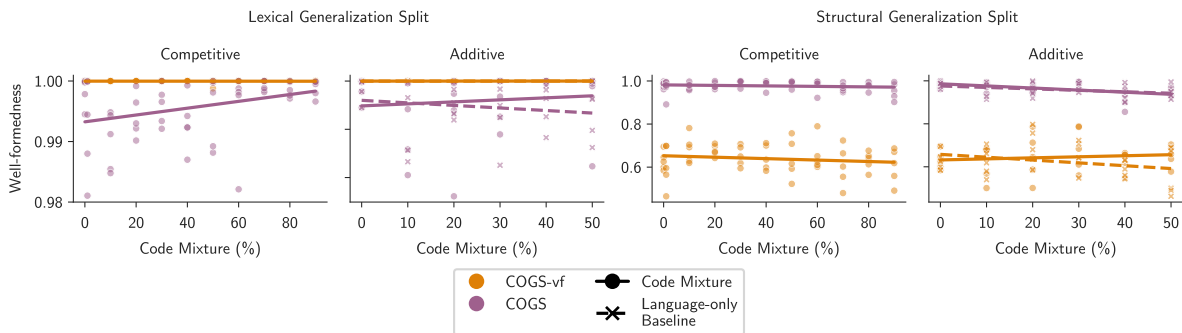 Lexical Generalization Split
Structural Generalization Split
Competitive
Additive
Competitive
Additive
Well-formedness
1.00
0.99
0.98
1.0
0.8
0.6
0 20 40 60 80
0 10 20 30 40 50
0 20 40 60 80
0 10 20 30 40 50
Code Mixture (%)
Code Mixture (%)
Code Mixture (%)
Code Mixture (%)
COGS-vf
COGS
Code Mixture
Language-only
Baseline